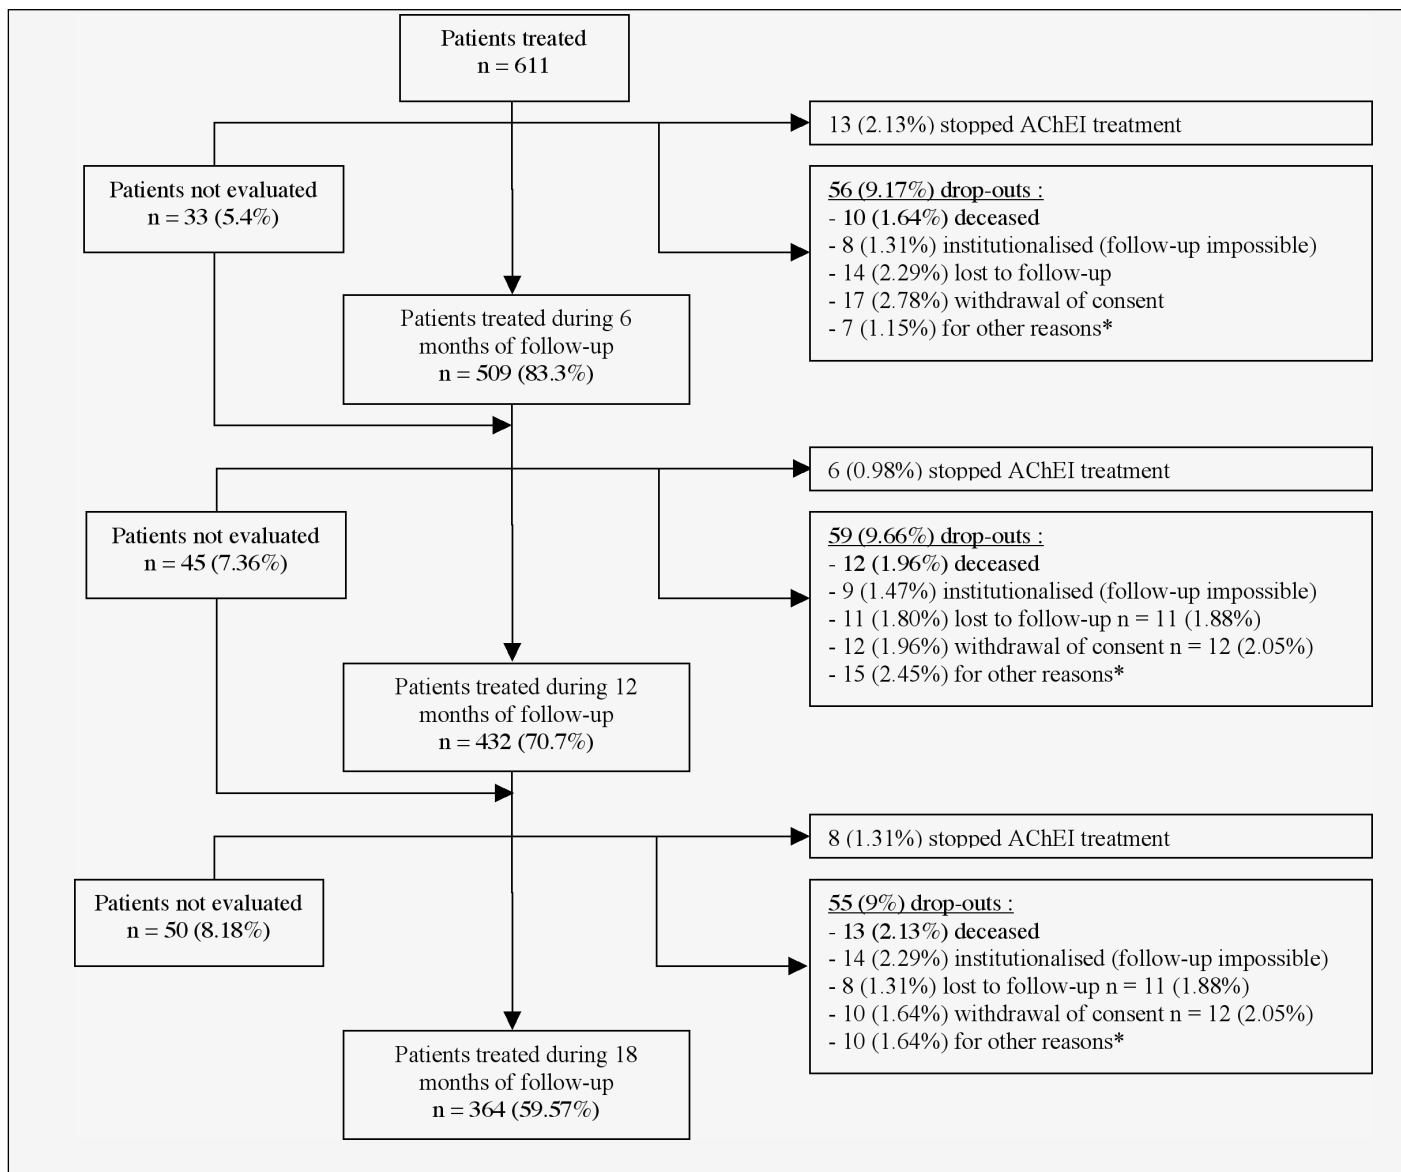 Patients treated
n = 611
13 (2.13%) stopped AChEI treatment
Patients not evaluated
n = 33 (5.4%)
56 (9.17%) drop-outs :
- 10 (1.64%) deceased
- 8 (1.31%) institutionalised (follow-up impossible)
- 14 (2.29%) lost to follow-up
- 17 (2.78%) withdrawal of consent
- 7 (1.15%) for other reasons*
Patients treated during 6
months of follow-up
n = 509 (83.3%)
6 (0.98%) stopped AChEI treatment
Patients not evaluated
n = 45 (7.36%)
59 (9.66%) drop-outs :
- 12 (1.96%) deceased
- 9 (1.47%) institutionalised (follow-up impossible)
- 11 (1.80%) lost to follow-up n = 11 (1.88%)
- 12 (1.96%) withdrawal of consent n = 12 (2.05%)
- 15 (2.45%) for other reasons*
Patients treated during 12
months of follow-up
n = 432 (70.7%)
8 (1.31%) stopped AChEI treatment
Patients not evaluated
n = 50 (8.18%)
55 (9%) drop-outs :
- 13 (2.13%) deceased
- 14 (2.29%) institutionalised (follow-up impossible)
- 8 (1.31%) lost to follow-up n = 11 (1.88%)
- 10 (1.64%) withdrawal of consent n = 12 (2.05%)
- 10 (1.64%) for other reasons*
Patients treated during 18
months of follow-up
n = 364 (59.57%)